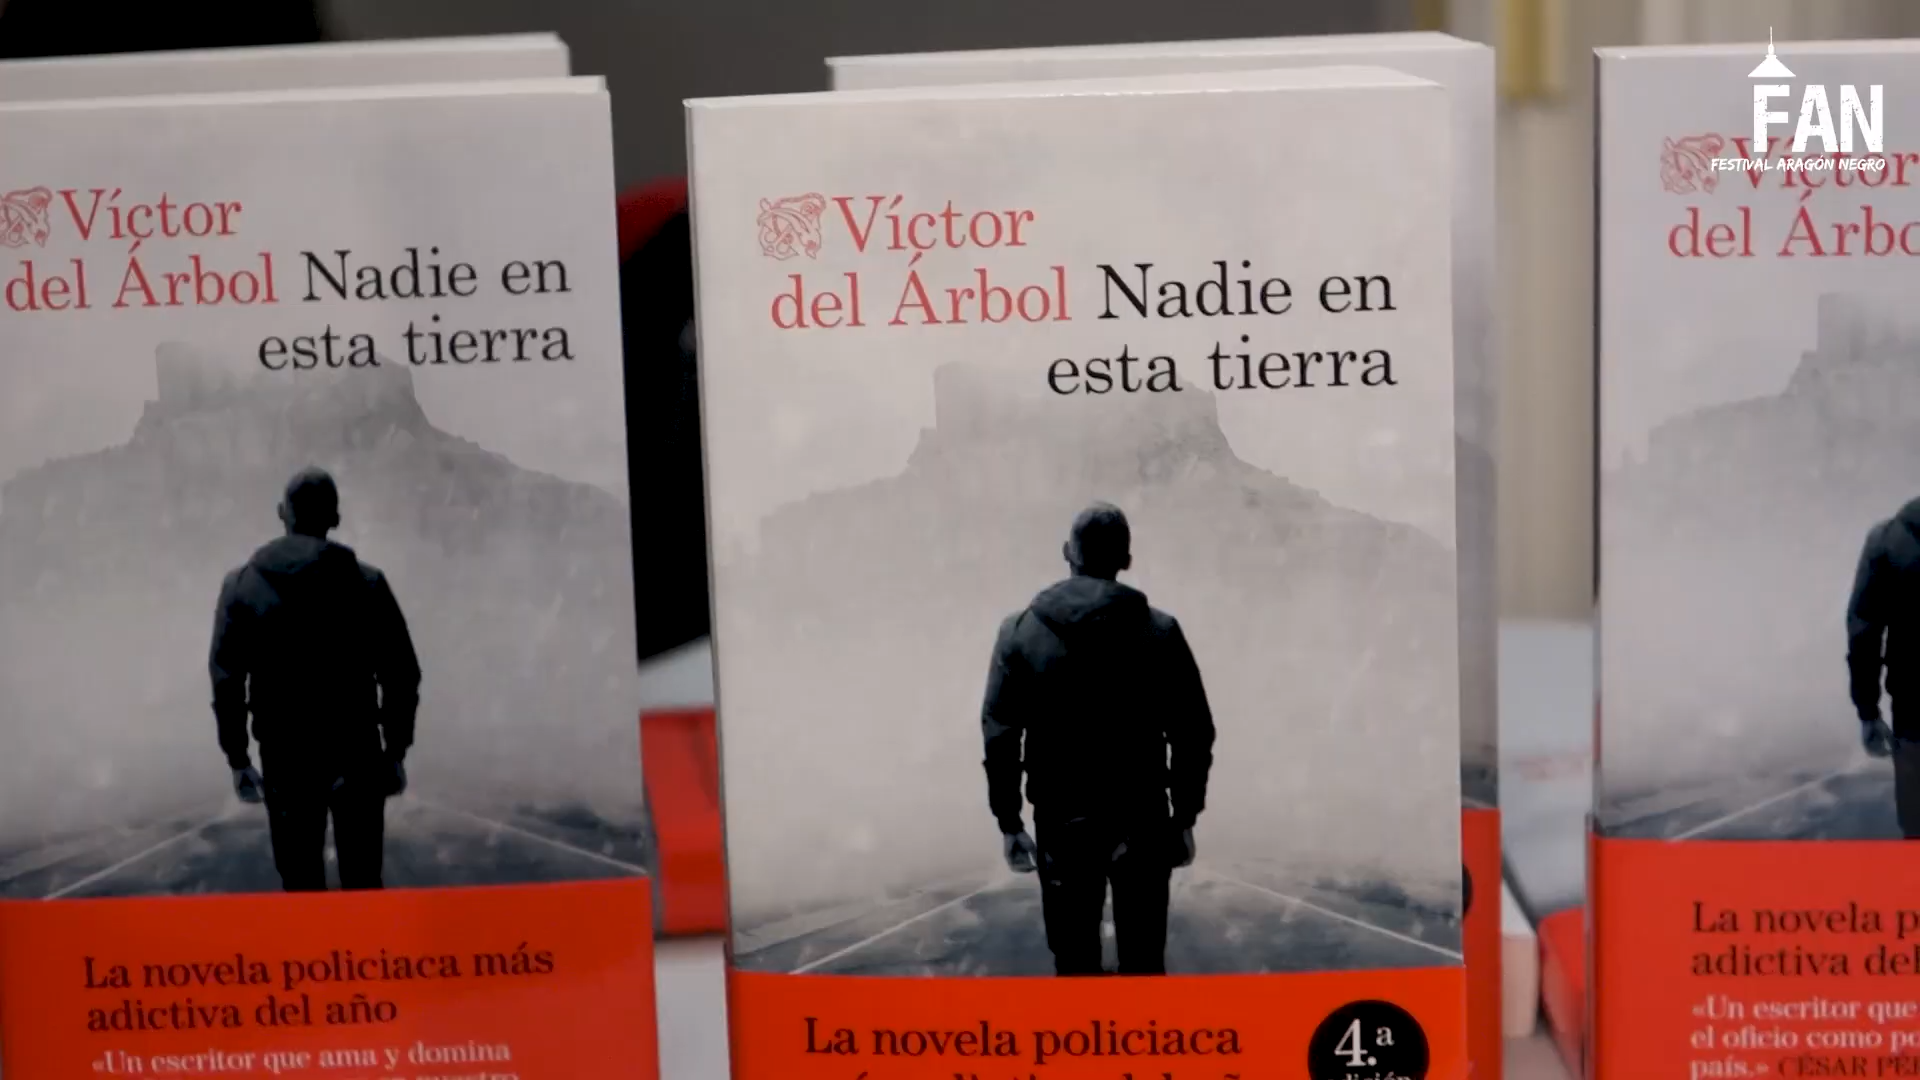 Víctor
del Árbol Nadie en
esta tierra
La novela policiaca más
adictiva del año
«Un escritor que ama y domina
Víctor
del Árbol Nadie en
esta tierra
La novela policiaca
4.ª
FAN
FESTIVAL ARAGÓN NEGRO
Víctor
del
La novela
adictiva
«Un escritor que
el oficio como
país.» CÉSAR